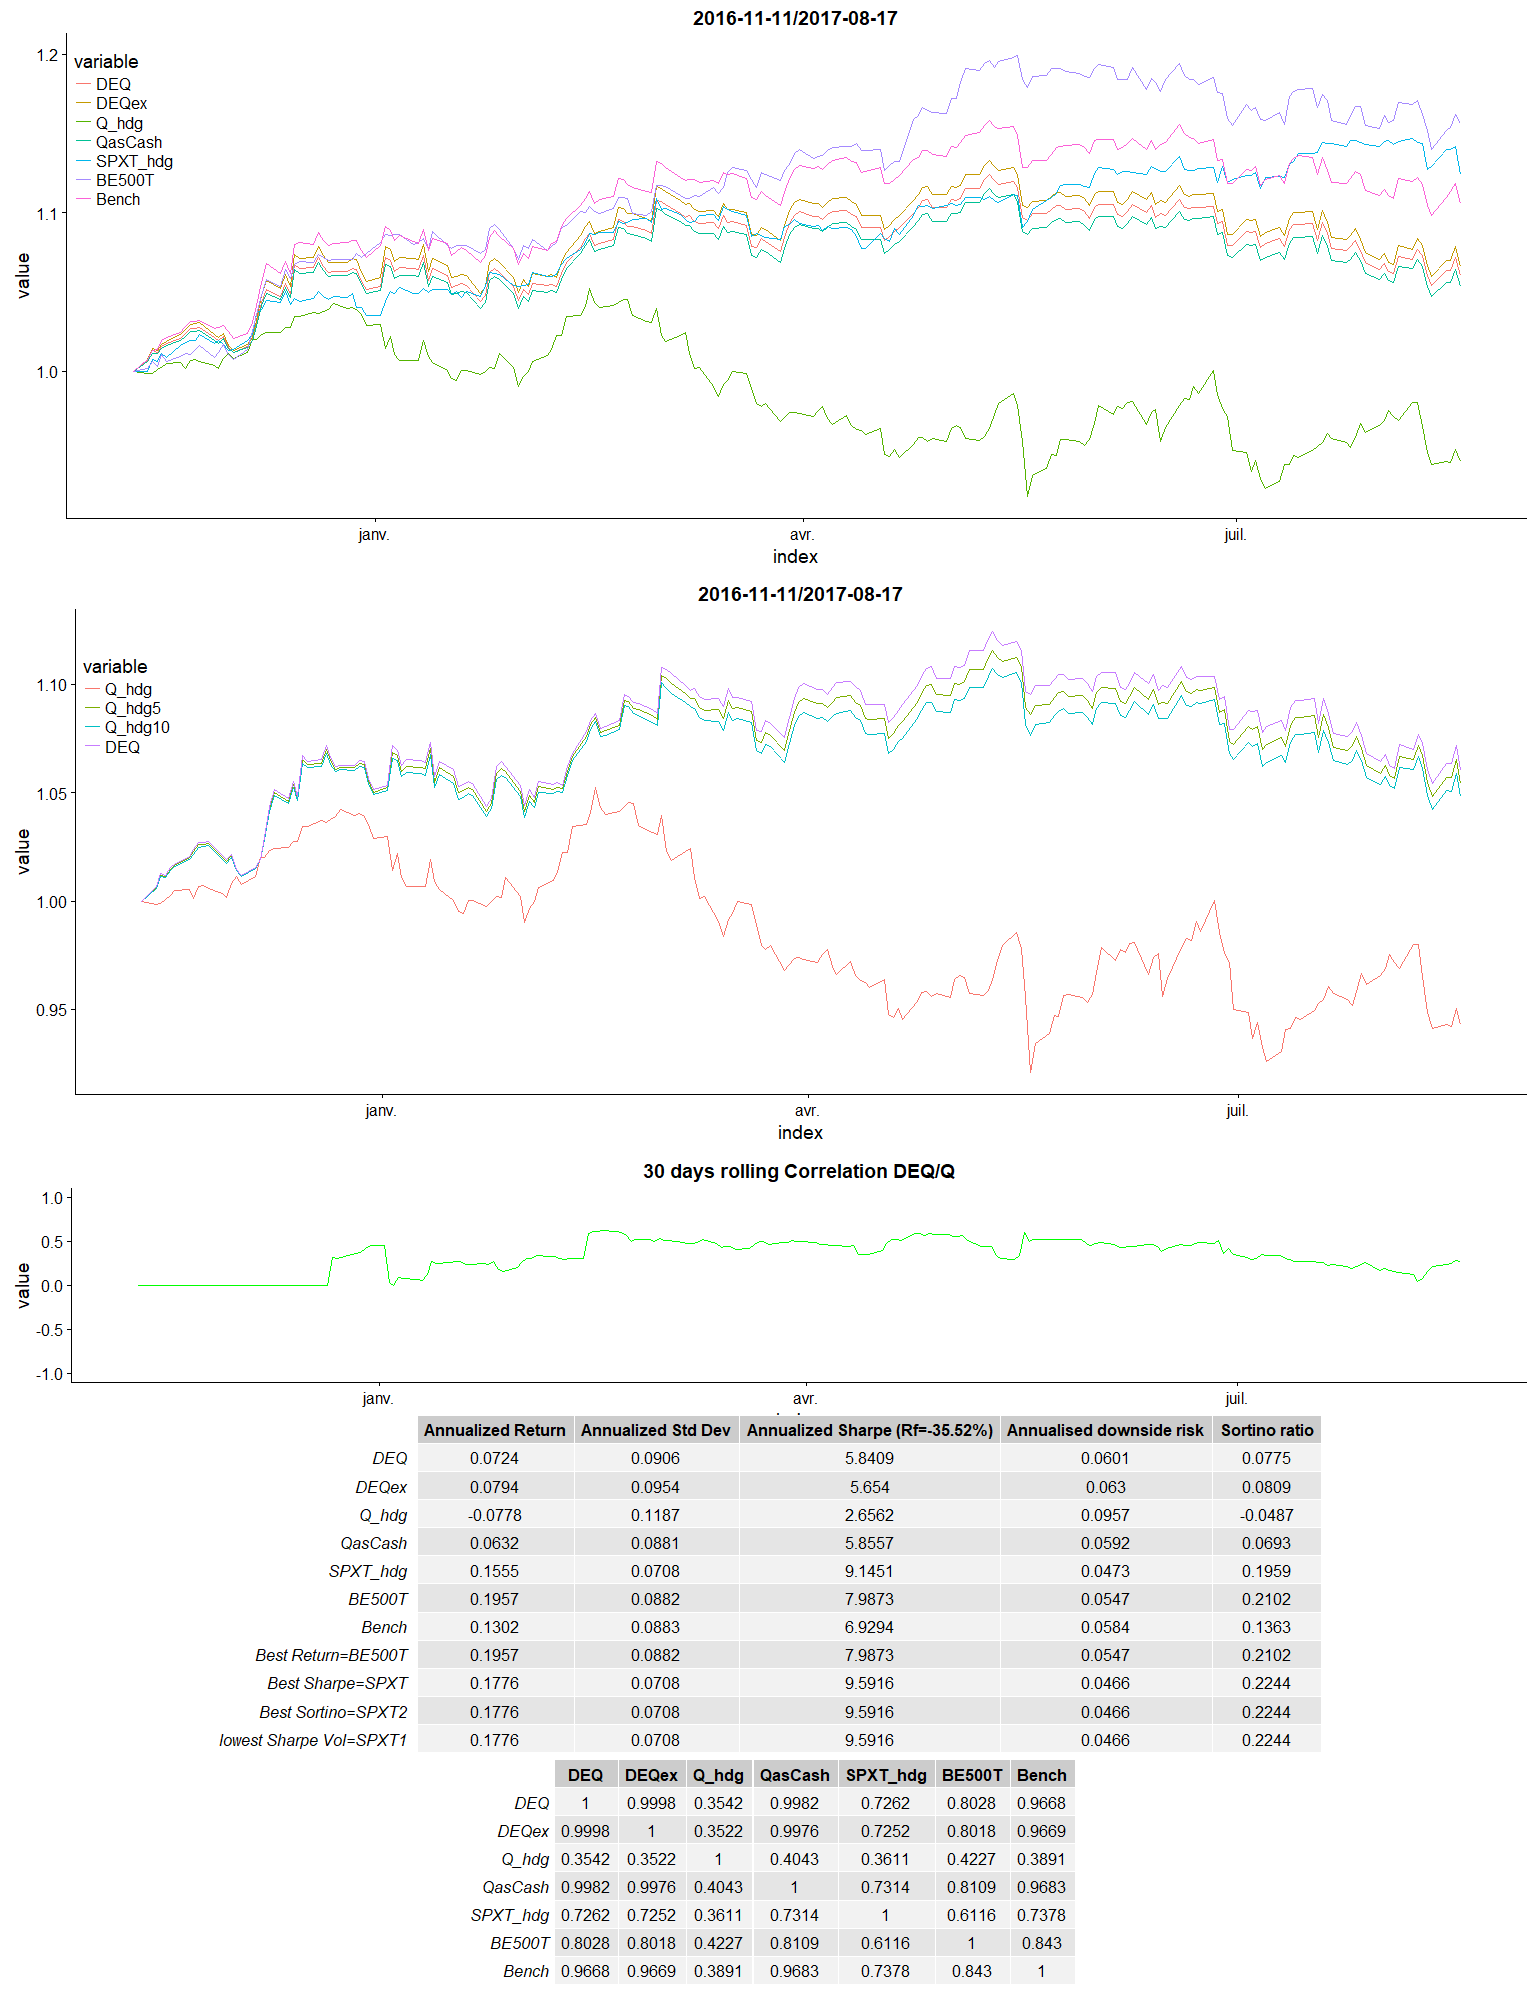 2016-11-11/2017-08-17
1.2
1.1
1.0
value
variable
DEQ
DEQex
Q_hdg
QasCash
SPXT_hdg
BE500T
Bench
janv. avr. juil.
index
2016-11-11/2017-08-17
1.10
1.05
1.00
0.95
value
variable
Q_hdg
Q_hdg5
Q_hdg10
DEQ
janv. avr. juil.
index
30 days rolling Correlation DEQ/Q
1.0
0.5
0.0
-0.5
-1.0
value
janv. avr. juil.
Annualized Return Annualized Std Dev Annualized Sharpe (Rf=-35.52%) Annualised downside risk Sortino ratio
DEQ 0.0724 0.0906 5.8409 0.0601 0.0775
DEQex 0.0794 0.0954 5.654 0.063 0.0809
Q_hdg -0.0778 0.1187 2.6562 0.0957 -0.0487
QasCash 0.0632 0.0881 5.8557 0.0592 0.0693
SPXT_hdg 0.1555 0.0708 9.1451 0.0473 0.1959
BE500T 0.1957 0.0882 7.9873 0.0547 0.2102
Bench 0.1302 0.0883 6.9294 0.0584 0.1363
Best Return=BE500T 0.1957 0.0882 7.9873 0.0547 0.2102
Best Sharpe=SPXT 0.1776 0.0708 9.5916 0.0466 0.2244
Best Sortino=SPXT2 0.1776 0.0708 9.5916 0.0466 0.2244
lowest Sharpe Vol=SPXT1 0.1776 0.0708 9.5916 0.0466 0.2244
DEQ DEQex Q_hdg QasCash SPXT_hdg BE500T Bench
DEQ 1 0.9998 0.3542 0.9982 0.7262 0.8028 0.9668
DEQex 0.9998 1 0.3522 0.9976 0.7252 0.8018 0.9669
Q_hdg 0.3542 0.3522 1 0.4043 0.3611 0.4227 0.3891
QasCash 0.9982 0.9976 0.4043 1 0.7314 0.8109 0.9683
SPXT_hdg 0.7262 0.7252 0.3611 0.7314 1 0.6116 0.7378
BE500T 0.8028 0.8018 0.4227 0.8109 0.6116 1 0.843
Bench 0.9668 0.9669 0.3891 0.9683 0.7378 0.843 1